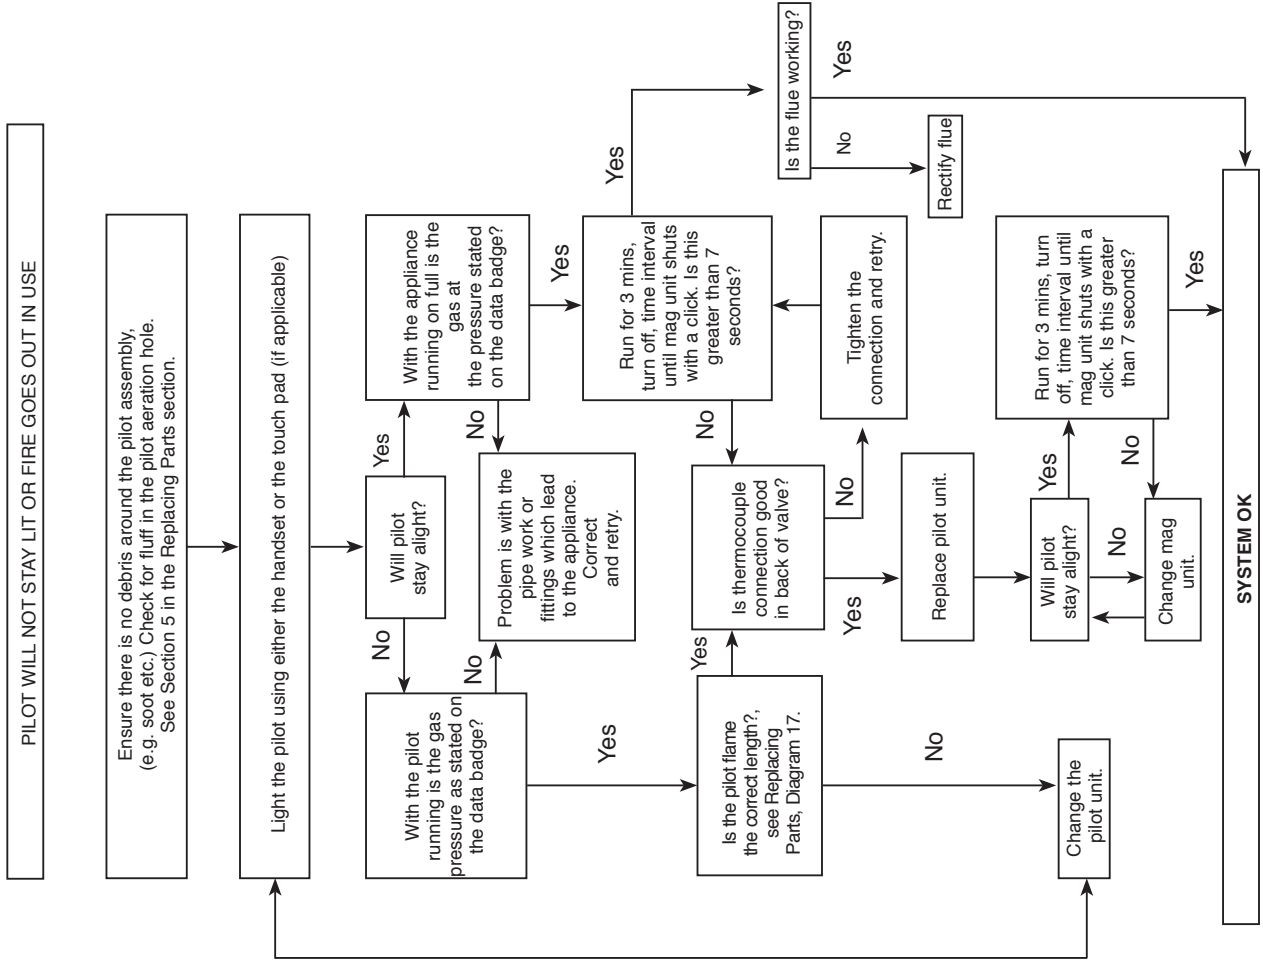 PILOT WILL NOT STAY LIT OR FIRE GOES OUT IN USE
Ensure there is no debris around the pilot assembly,
(e.g. soot etc.) Check for fluff in the pilot aeration hole.
See Section 5 in the Replacing Parts section.
Light the pilot using either the handset or the touch pad (if applicable)
Will pilot
stay alight?
No
Yes
With the pilot
running is the gas
pressure as stated on
the data badge?
With the appliance
running on full is the
gas at
the pressure stated
on the data badge?
No
No
Problem is with the
pipe work or
fittings which lead
to the appliance.
Correct
and retry.
Yes
Yes
Is the pilot flame
the correct length?,
see Replacing
Parts, Diagram 17.
Yes
Is thermocouple
connection good
in back of valve?
No
Run for 3 mins,
turn off, time interval
until mag unit shuts
with a click. Is this
greater than 7
seconds?
Yes
Is the flue working?
No
Yes
Rectify flue
No
Yes
No
Tighten the
connection and retry.
Replace pilot unit.
Change the
pilot unit.
Will pilot
stay alight?
Yes
No
Change mag
unit.
Run for 3 mins, turn
off, time interval until
mag unit shuts with a
click. Is this greater
than 7 seconds?
No
Yes
SYSTEM OK